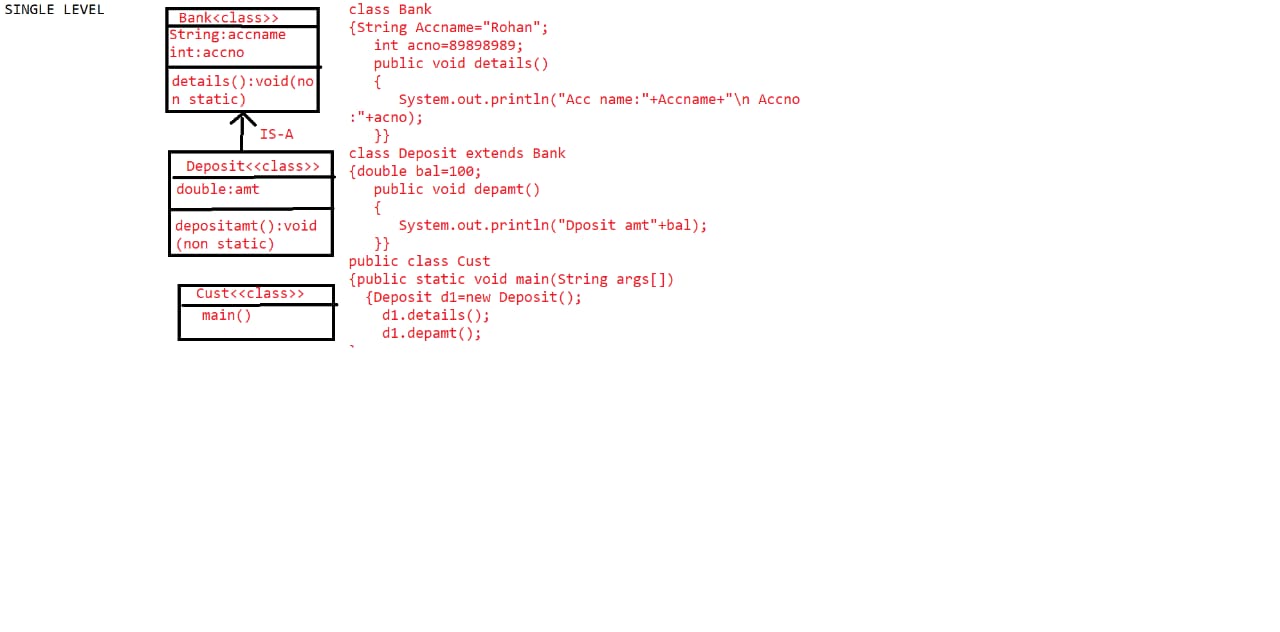 SINGLE LEVEL
Bank<class>>
String:accname
int:accno
details():void(no
n static)
IS-A
Deposit<<class>>
double:amt
depositamt():void
(non static)
Cust<<class>>
main()
class Bank
{String Accname="Rohan";
int acno=89898989;
public void details()
{
System.out.println("Acc name:"+Accname+"\n Accno
:"+acno);
}}
class Deposit extends Bank
{double bal=100;
public void depamt()
{
System.out.println("Dposit amt"+bal);
}}
public class Cust
{public static void main(String args[])
{Deposit d1=new Deposit();
d1.details();
d1.depamt();